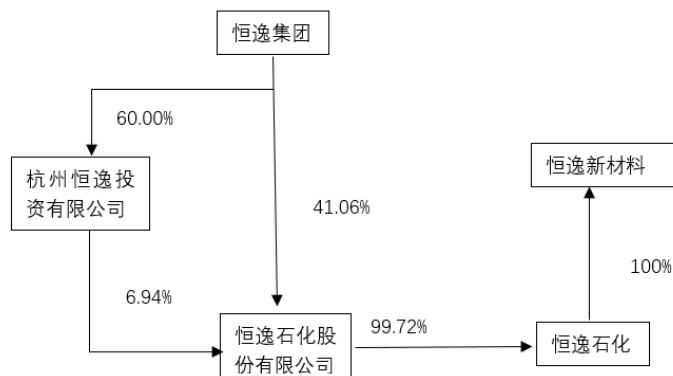 恒逸集团
60.00%
杭州恒逸投
资有限公司
恒逸新材料
41.06%
100%
6.94%
恒逸石化股
份有限公司
99.72%
恒逸石化